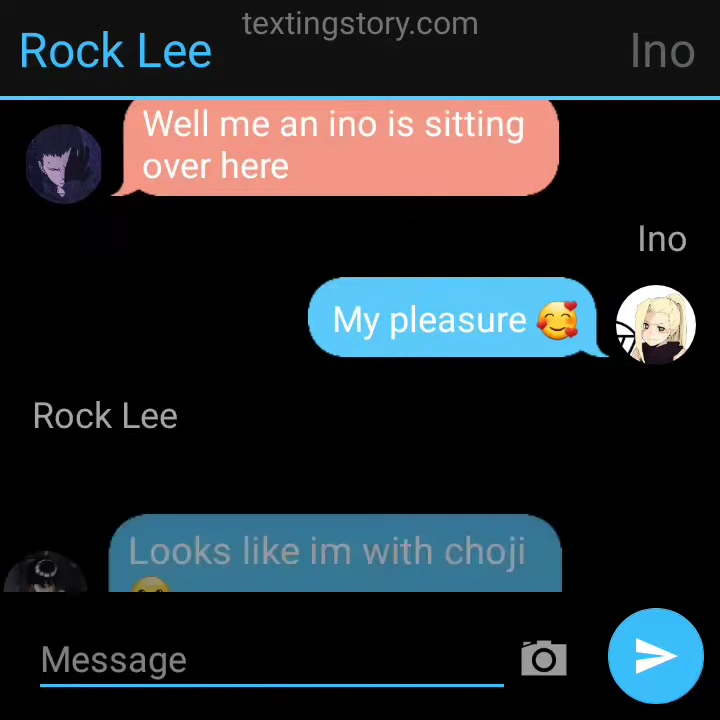 textingstory.com
Rock Lee
Ino
Well me an ino is sitting
over here
Ino
My pleasure 🥰
Rock Lee
Looks like im with choji
Message